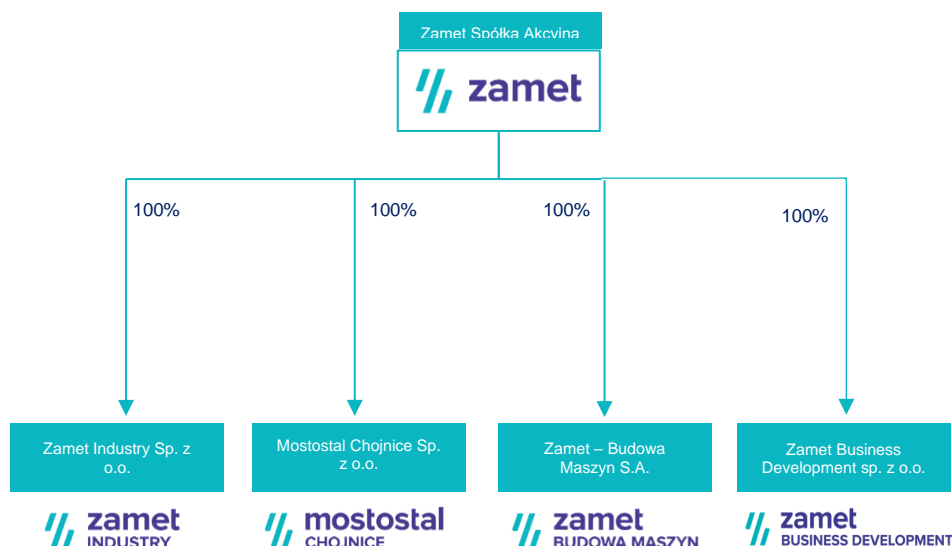 Zamet Spółka Akcyjna
zamet
100%
100%
100%
100%
Zamet Industry Sp. z
o.o.
Mostostal Chojnice Sp.
z o.o.
Zamet – Budowa
Maszyn S.A.
Zamet Business
Development sp. z o.o.
zamet
INDUSTRY
mostostal
CHOJNICE
zamet
BUDOWA MASZYN
zamet
BUSINESS DEVELOPMENT